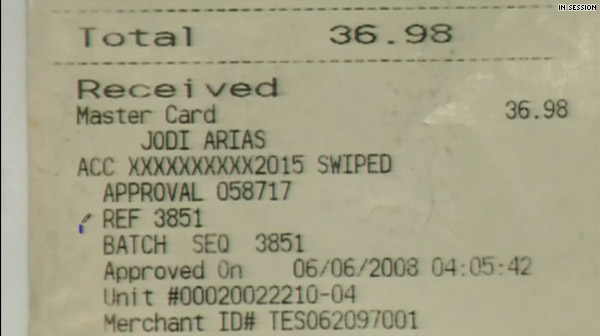 IN SESSION
Total 36.98
Received
Master Card 36.98
JODI ARIAS
ACC XXXXXXXXXX2015 SWIPED
APPROVAL 058717
REF 3851
BATCH SEQ 3851
Approved On 06/06/2008 04:05:42
Unit #00020022210-04
Merchant ID# TES062097001